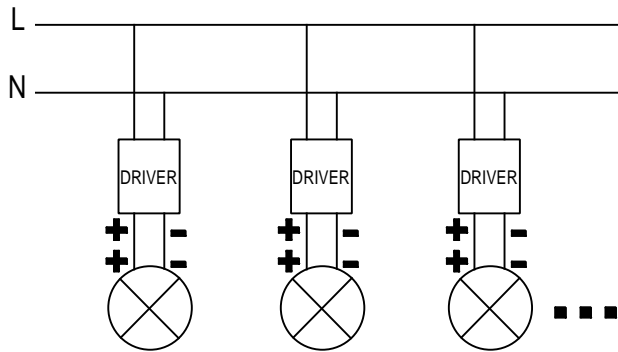 L
N
DRIVER DRIVER DRIVER
+ - + - + -
+ - + - + -